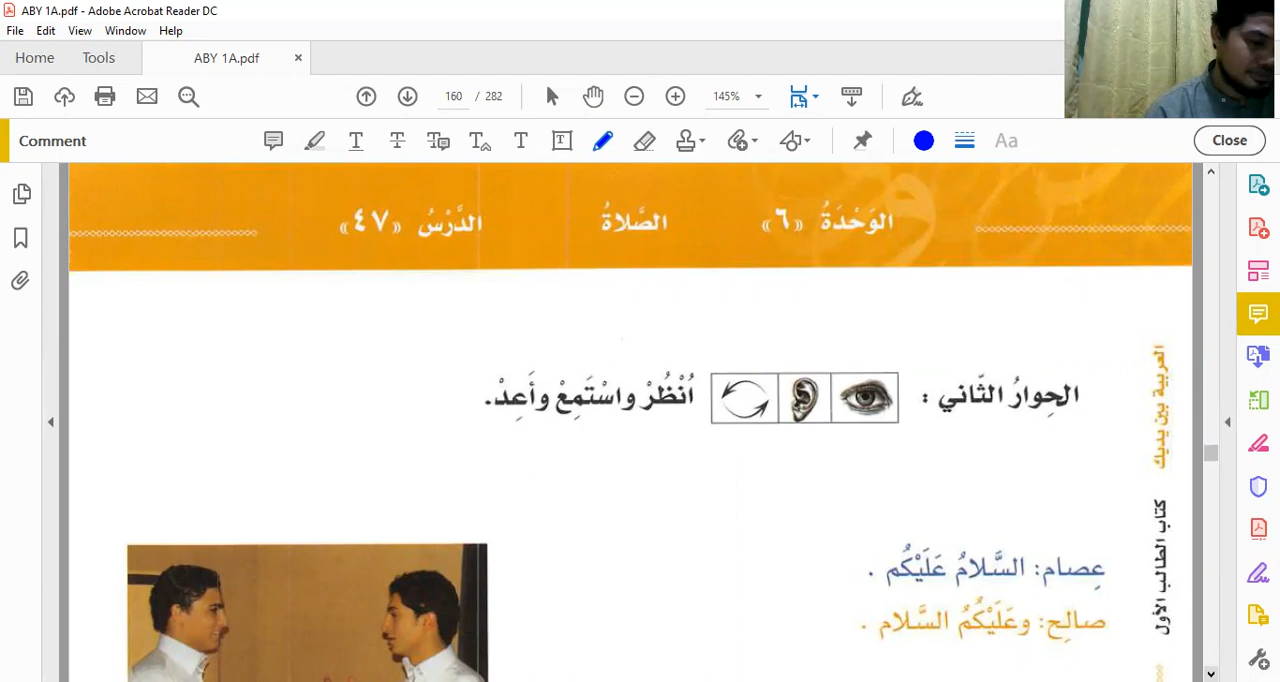 ABY 1A.pdf - Adobe Acrobat Reader DC
File Edit View Window Help
Home Tools ABY 1A.pdf ×
160 / 282 145%
Comment Aa Close
الوَحْدَةُ «٦» الصَّلاةُ الدَّرْسُ «٤٧»
الحِوارُ الثّاني : اُنْظُرْ واسْتَمِعْ وأَعِدْ.
عِصام: السَّلامُ عَلَيْكُم .
صالِح: وعَلَيْكُمُ السَّلام .
العربية بين يديك
كتاب الطالب الأول